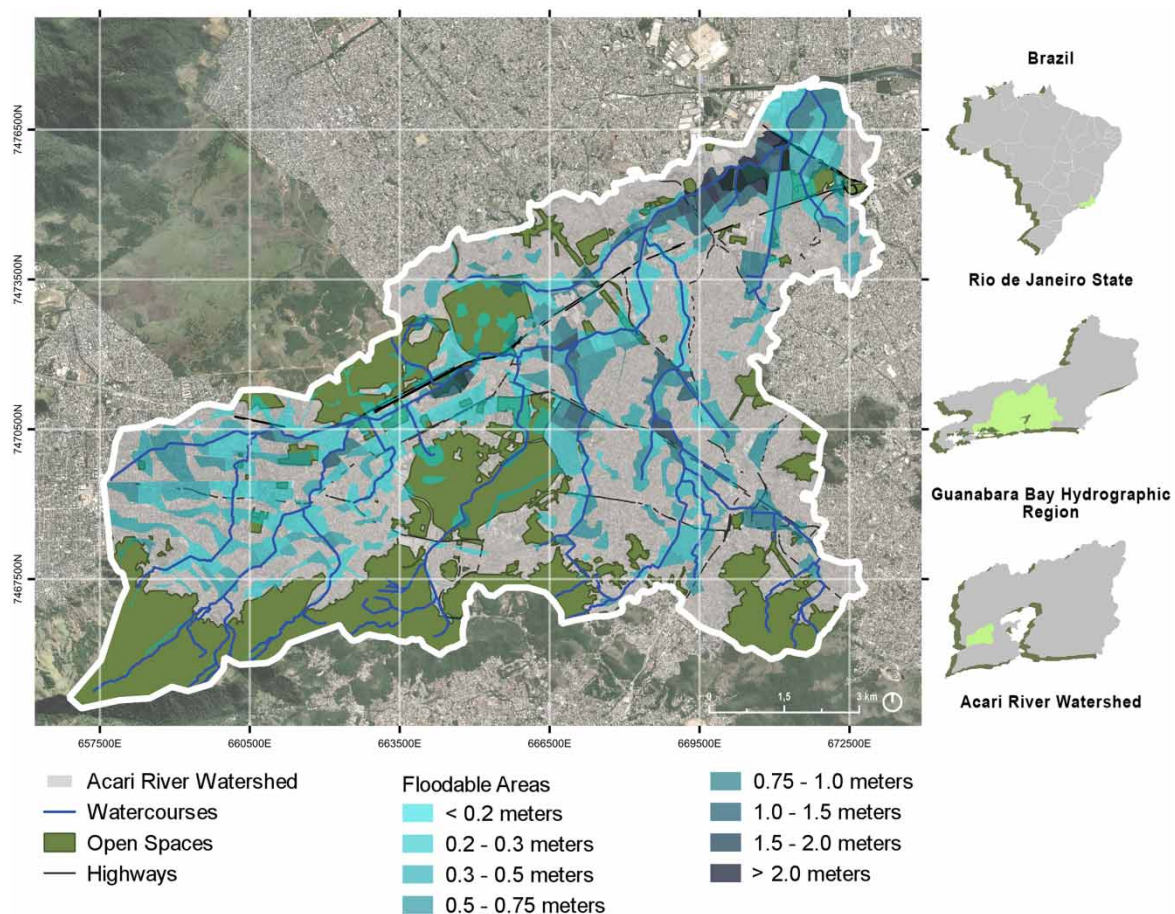 Brazil
7476500N
7473500N
7470500N
7467500N
Rio de Janeiro State
Guanabara Bay Hydrographic
Region
Acari River Watershed
0 1,5 3 km
657500E 660500E 663500E 666500E 669500E 672500E
Acari River Watershed
Watercourses
Open Spaces
Highways
Floodable Areas
< 0.2 meters
0.2 - 0.3 meters
0.3 - 0.5 meters
0.5 - 0.75 meters
0.75 - 1.0 meters
1.0 - 1.5 meters
1.5 - 2.0 meters
> 2.0 meters